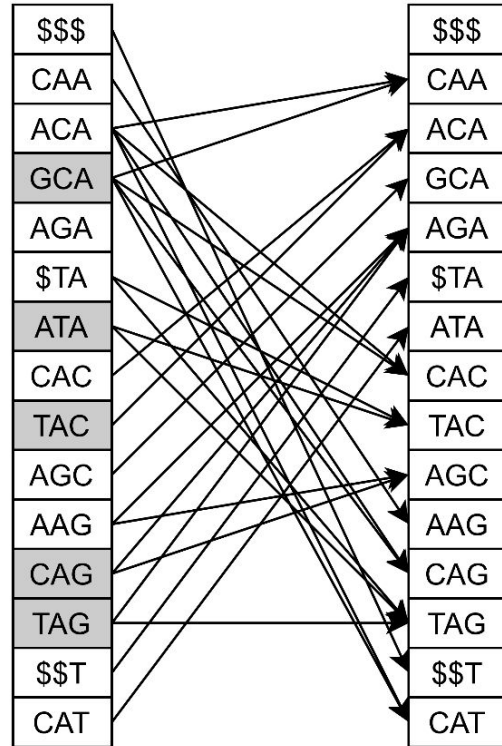 $$$ $$$
CAA CAA
ACA ACA
GCA GCA
AGA AGA
$TA $TA
ATA ATA
CAC CAC
TAC TAC
AGC AGC
AAG AAG
CAG CAG
TAG TAG
$$T $$T
CAT CAT